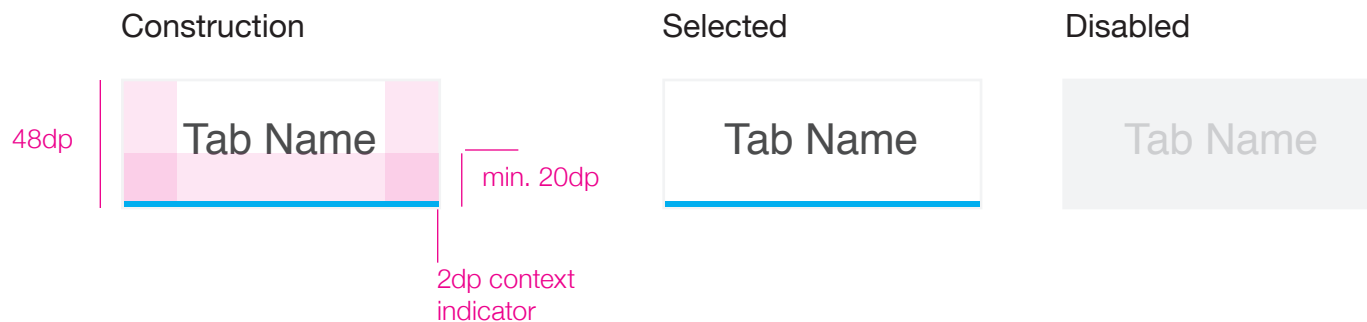 Construction
Selected
Disabled
48dp
Tab Name
min. 20dp
2dp context
indicator
Tab Name
Tab Name